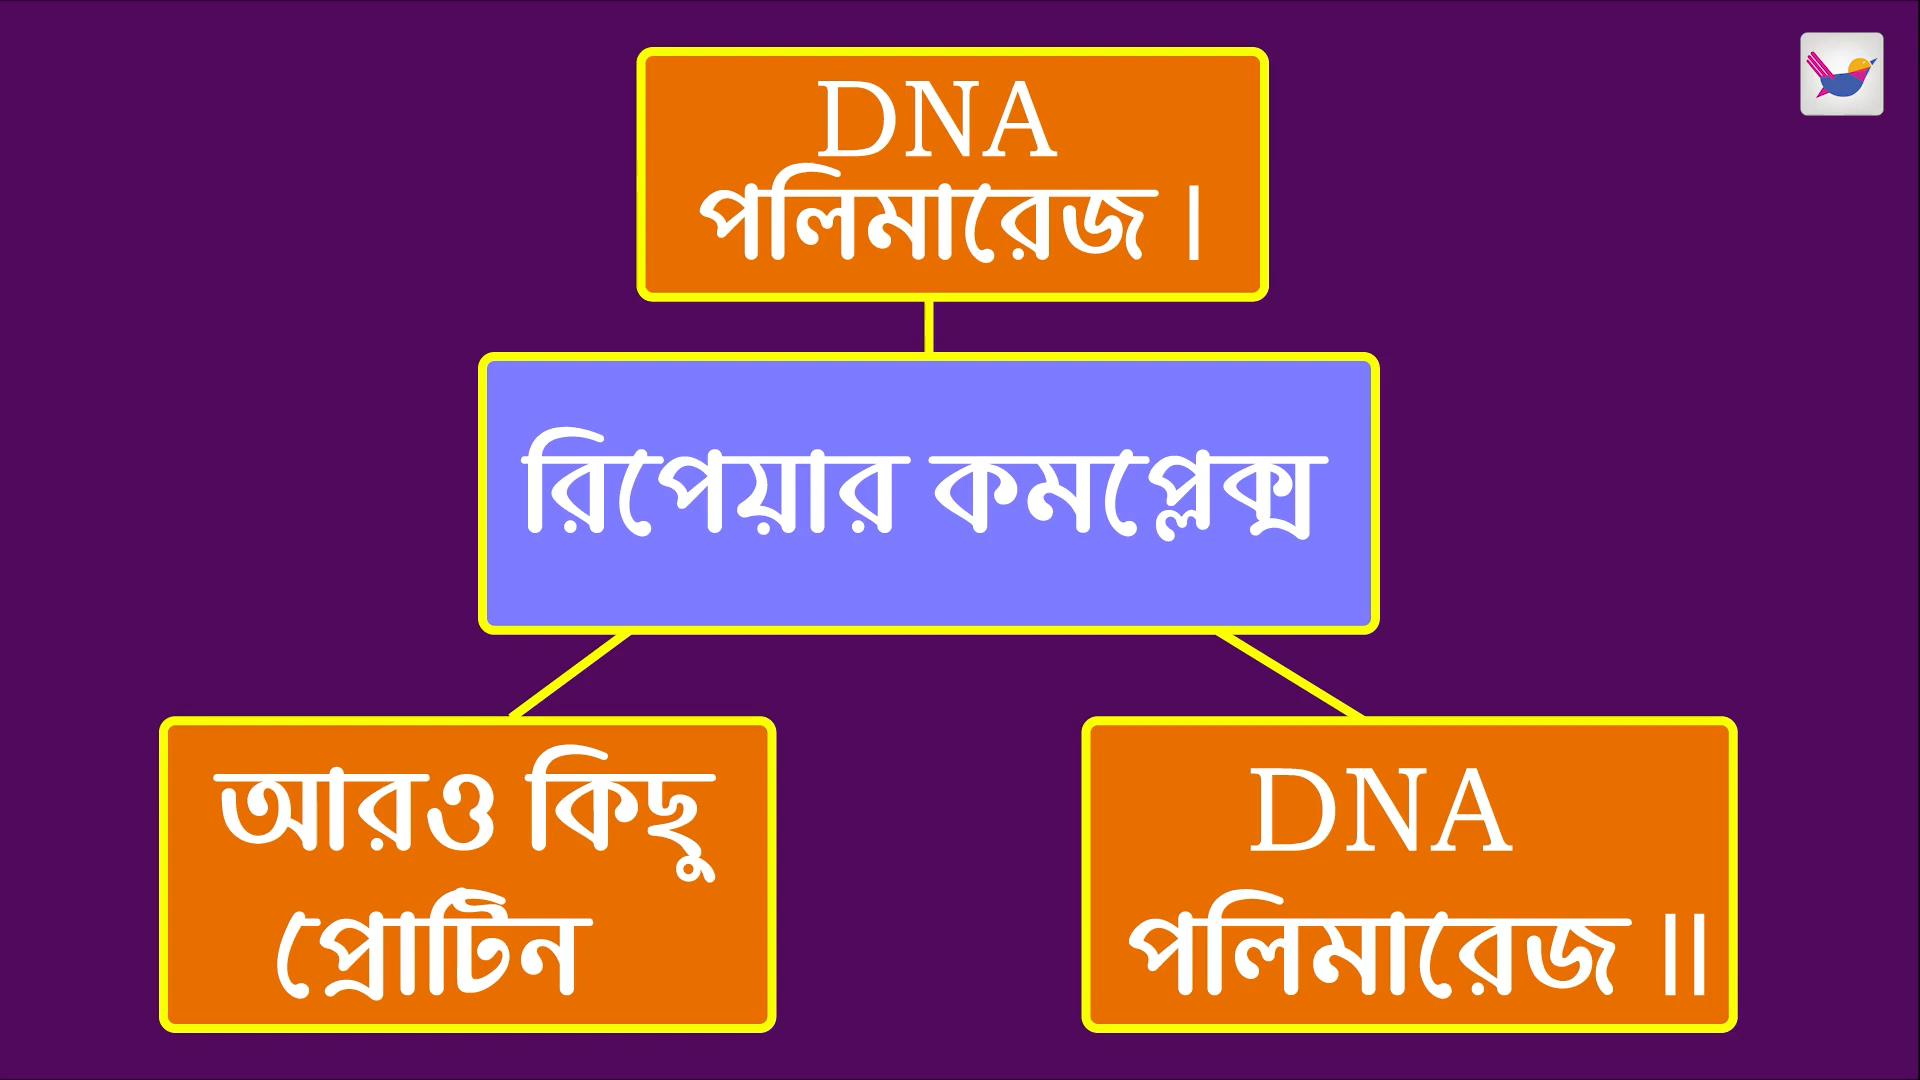 DNA
পলিমারেজ I
রিপেয়ার কমপ্লেক্স
আরও কিছু
প্রোটিন
DNA
পলিমারেজ II